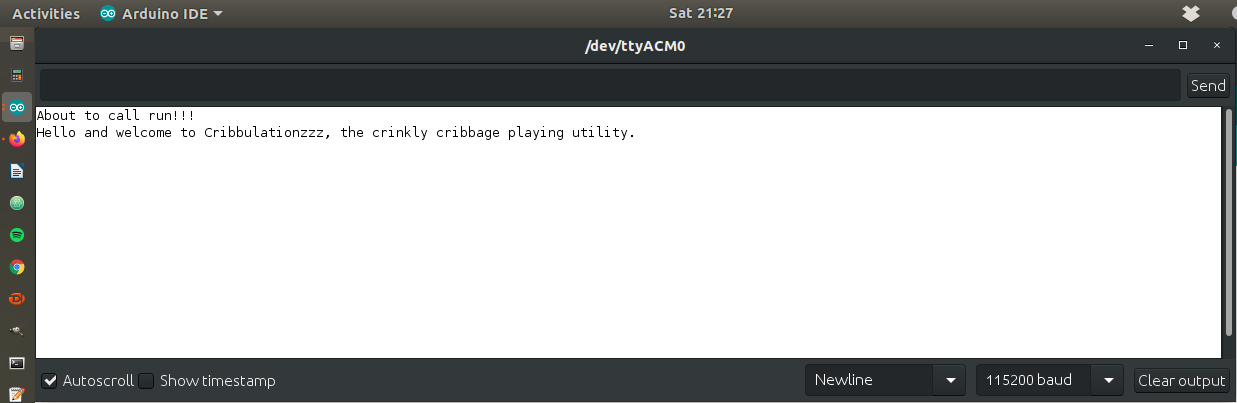 Activities Arduino IDE Sat 21:27
/dev/ttyACM0
Send
About to call run!!!
Hello and welcome to Cribbulationzzz, the crinkly cribbage playing utility.
Autoscroll Show timestamp Newline 115200 baud Clear output